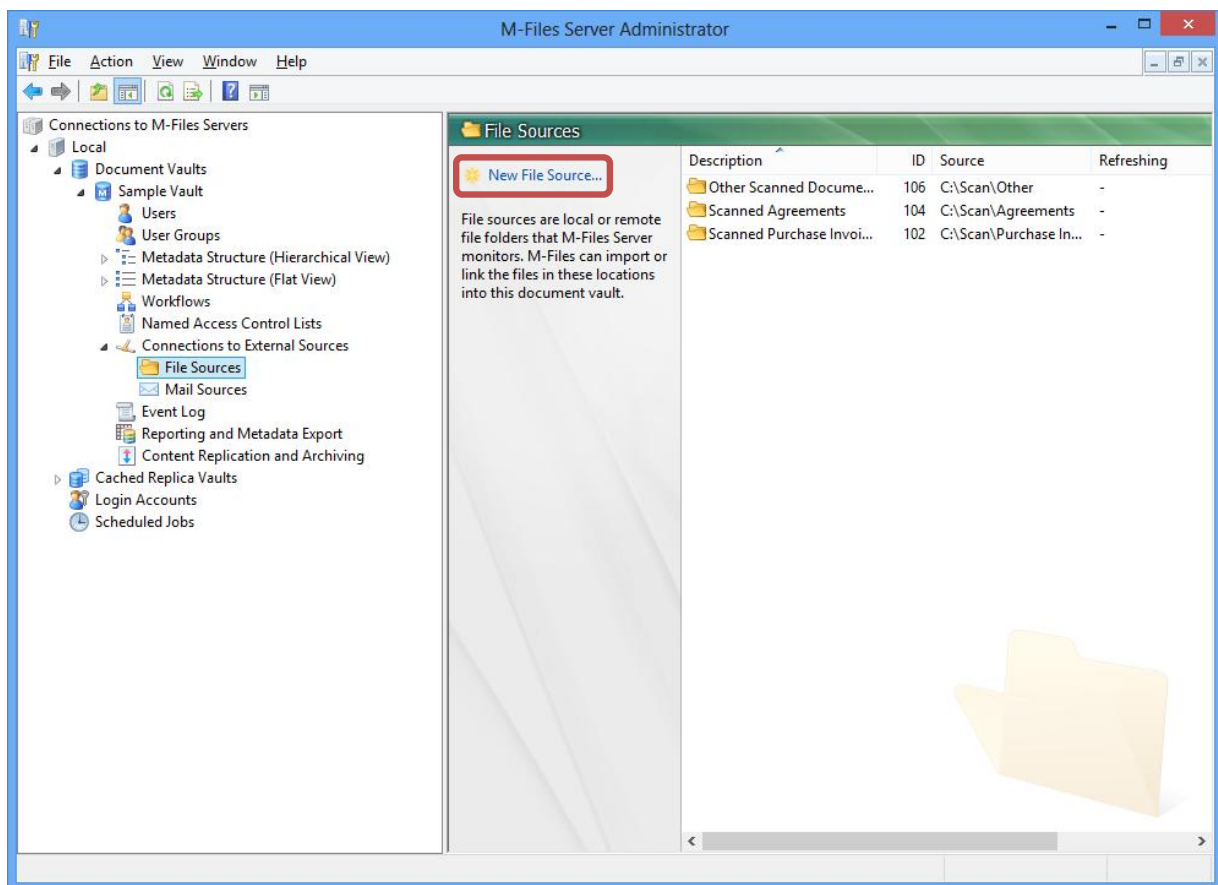 M-Files Server Administrator
File Action View Window Help
Connections to M-Files Servers
Local
Document Vaults
Sample Vault
Users
User Groups
Metadata Structure (Hierarchical View)
Metadata Structure (Flat View)
Workflows
Named Access Control Lists
Connections to External Sources
File Sources
Mail Sources
Event Log
Reporting and Metadata Export
Content Replication and Archiving
Cached Replica Vaults
Login Accounts
Scheduled Jobs
File Sources
New File Source...
File sources are local or remote
file folders that M-Files Server
monitors. M-Files can import or
link the files in these locations
into this document vault.
Description ID Source Refreshing
Other Scanned Docume... 106 C:\Scan\Other -
Scanned Agreements 104 C:\Scan\Agreements -
Scanned Purchase Invoi... 102 C:\Scan\Purchase In... -